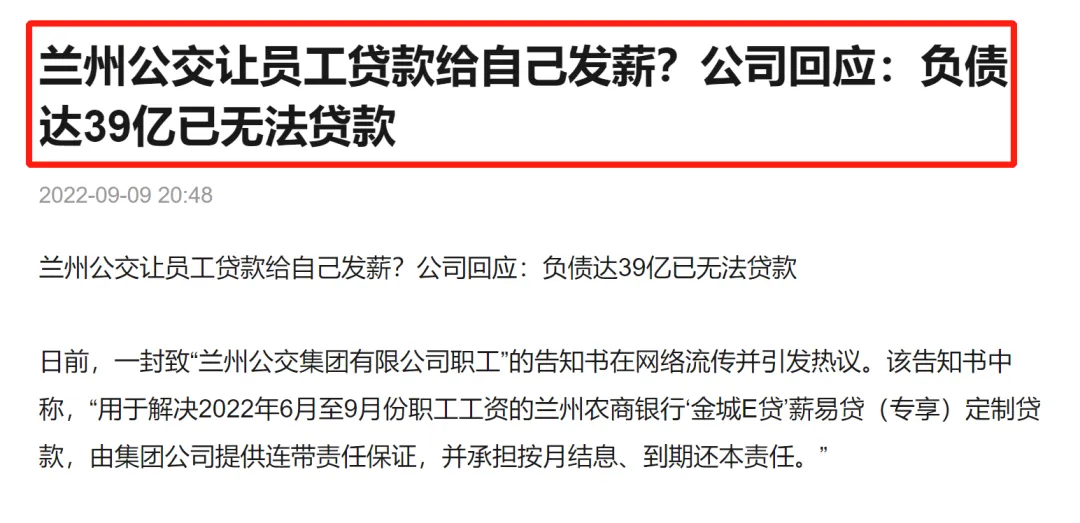 兰州公交让员工贷款给自己发薪？公司回应：负债
达39亿已无法贷款
2022-09-09 20:48
兰州公交让员工贷款给自己发薪？公司回应：负债达39亿已无法贷款
日前，一封致“兰州公交集团有限公司职工”的告知书在网络流传并引发热议。该告知书中
称，“用于解决2022年6月至9月份职工工资的兰州农商银行‘金城E贷’薪易贷（专享）定制贷
款，由集团公司提供连带责任保证，并承担按月结息、到期还本责任。”